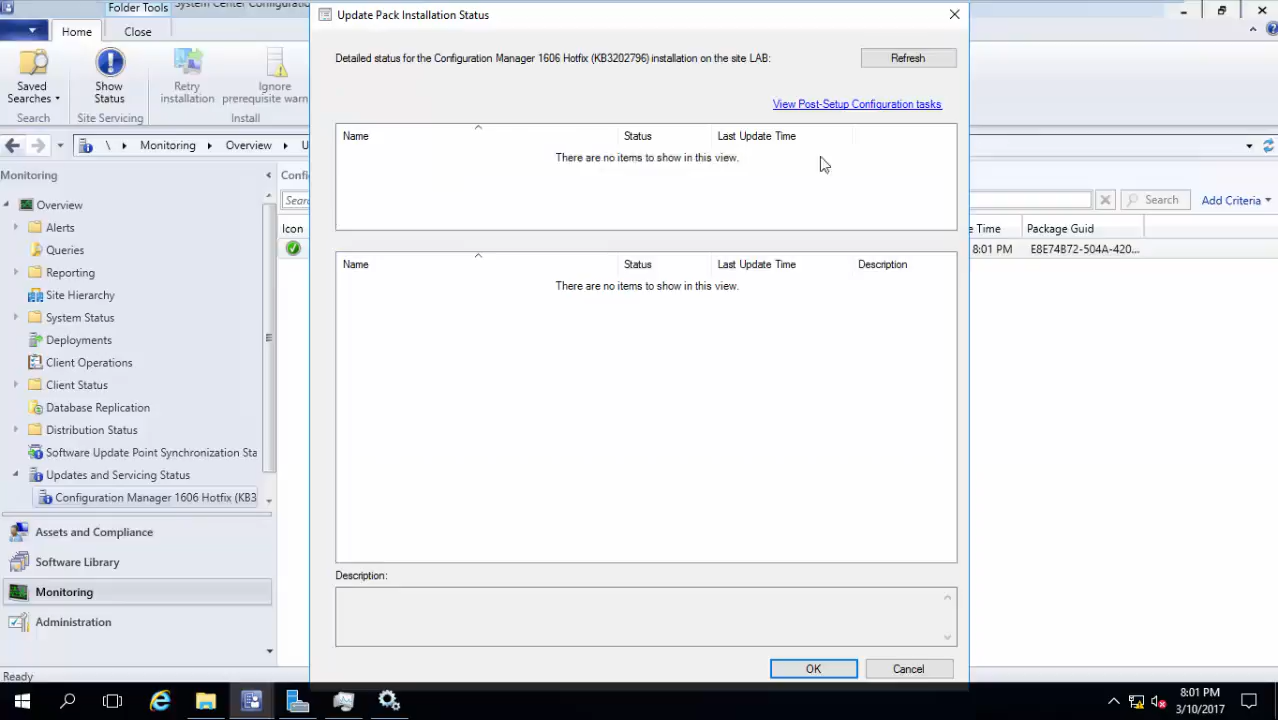 Folder Tools
System Center Configurat
Update Pack Installation Status
Home
Close
Saved Searches
Show Status
Retry installation
Ignore prerequisite warn
Search
Site Servicing
Install
Detailed status for the Configuration Manager 1606 Hotfix (KB3202796) installation on the site LAB:
Refresh
View Post-Setup Configuration tasks
\
Monitoring
Overview
U
Name
Status
Last Update Time
There are no items to show in this view.
Monitoring
Confi
Sear
Search
Add Criteria
Overview
Icon
e Time
Package Guid
Alerts
Queries
8:01 PM
E8E74B72-504A-420...
Name
Status
Last Update Time
Description
There are no items to show in this view.
Reporting
Site Hierarchy
System Status
Deployments
Client Operations
Client Status
Database Replication
Distribution Status
Software Update Point Synchronization Sta
Updates and Servicing Status
Configuration Manager 1606 Hotfix (KB3
Assets and Compliance
Software Library
Monitoring
Administration
Description:
OK
Cancel
Ready
8:01 PM
3/10/2017